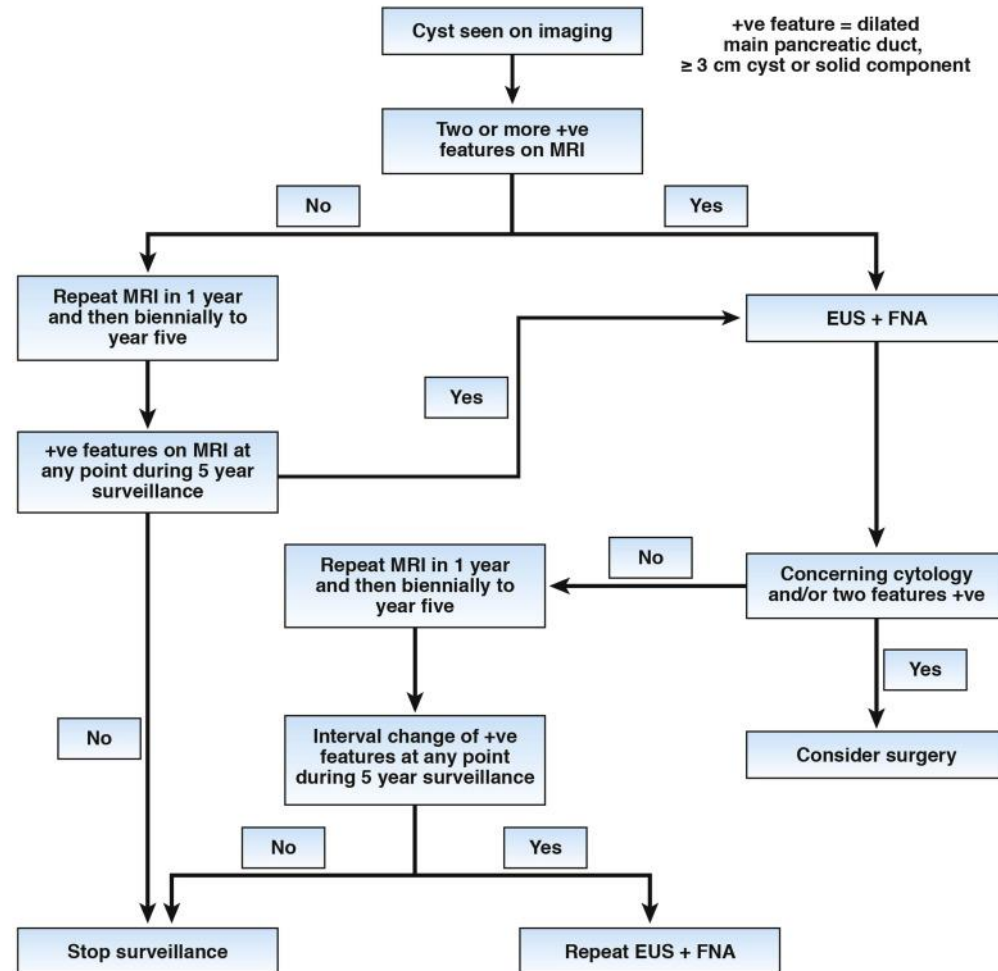 Cyst seen on imaging
+ve feature = dilated
main pancreatic duct,
≥ 3 cm cyst or solid component
Two or more +ve
features on MRI
No
Yes
Repeat MRI in 1 year
and then biennially to
year five
EUS + FNA
Yes
+ve features on MRI at
any point during 5 year
surveillance
Repeat MRI in 1 year
and then biennially to
year five
No
Concerning cytology
and/or two features +ve
Yes
No
Interval change of +ve
features at any point
during 5 year surveillance
Consider surgery
No
Yes
Stop surveillance
Repeat EUS + FNA